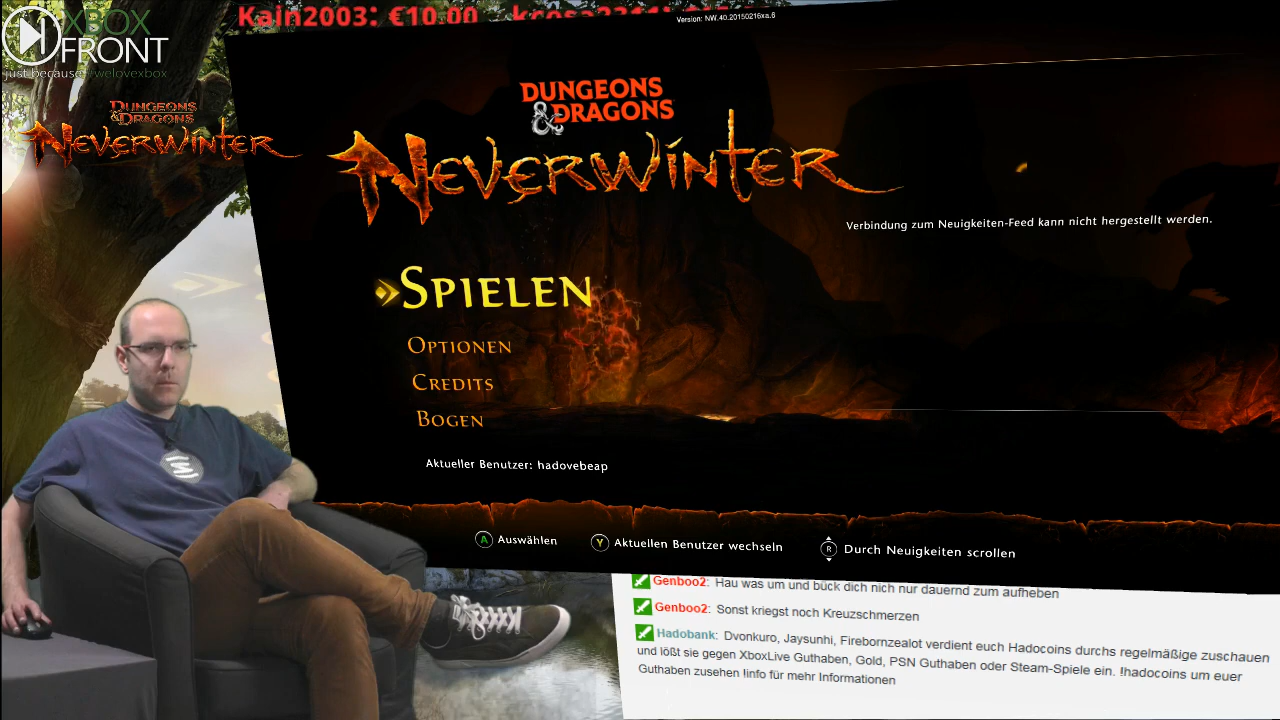 Kain2003: €10.00
Version: NW.40.20150216xa.6
XBOX
FRONT
just because #welovexbox
DUNGEONS
& DRAGONS
NEVERWINTER
DUNGEONS
& DRAGONS
NEVERWINTER
Verbindung zum Neuigkeiten-Feed kann nicht hergestellt werden.
SPIELEN
OPTIONEN
CREDITS
BOGEN
Aktueller Benutzer: hadovebeap
A Auswählen
Y Aktuellen Benutzer wechseln
R Durch Neuigkeiten scrollen
Genboo2: Hau was um und bück dich nich nur dauernd zum aufheben
Genboo2: Sonst kriegst noch Kreuzschmerzen
Hadobank: Dvonkuro, Jaysunhi, Firebornzealot verdient euch Hadocoins durchs regelmäßige zuschauen
und lößt sie gegen XboxLive Guthaben, Gold, PSN Guthaben oder Steam-Spiele ein. !hadocoins um euer
Guthaben zusehen !info für mehr Informationen